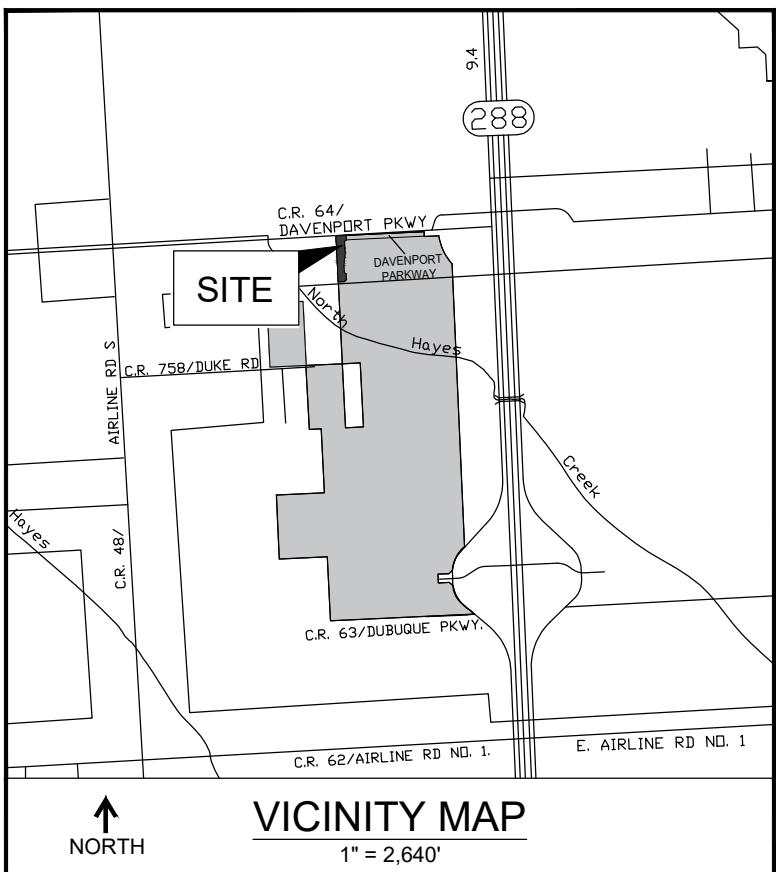 9.4
288
C.R. 64/
DAVENPORT PKWY
DAVENPORT
PARKWAY
SITE
North
Hayes
C.R. 758/DUKE RD
AIRLINE RD S
C.R. 48/
Creek
Hayes
C.R. 63/DUBUQUE PKWY.
C.R. 62/AIRLINE RD NO. 1.
E. AIRLINE RD NO. 1
NORTH
VICINITY MAP
1" = 2,640'